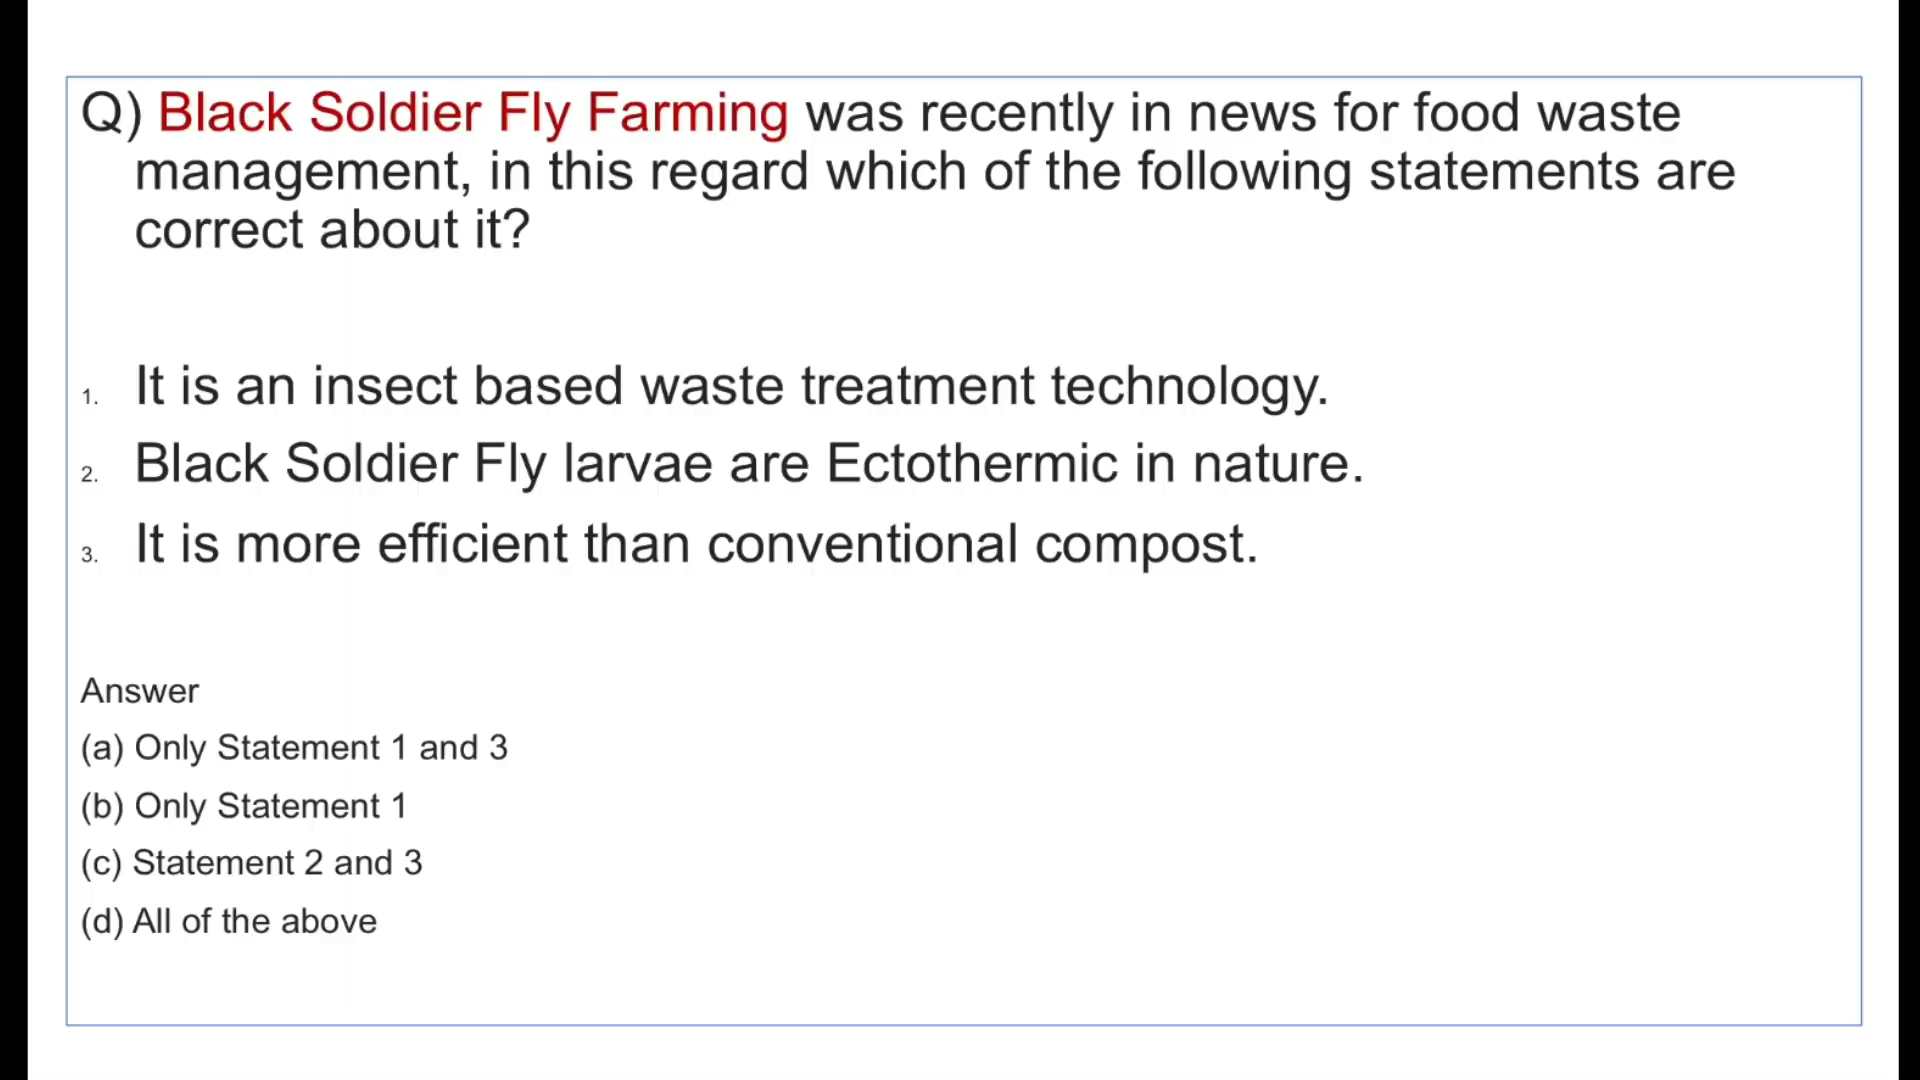 Q) Black Soldier Fly Farming was recently in news for food waste
management, in this regard which of the following statements are
correct about it?
1. It is an insect based waste treatment technology.
2. Black Soldier Fly larvae are Ectothermic in nature.
3. It is more efficient than conventional compost.
Answer
(a) Only Statement 1 and 3
(b) Only Statement 1
(c) Statement 2 and 3
(d) All of the above